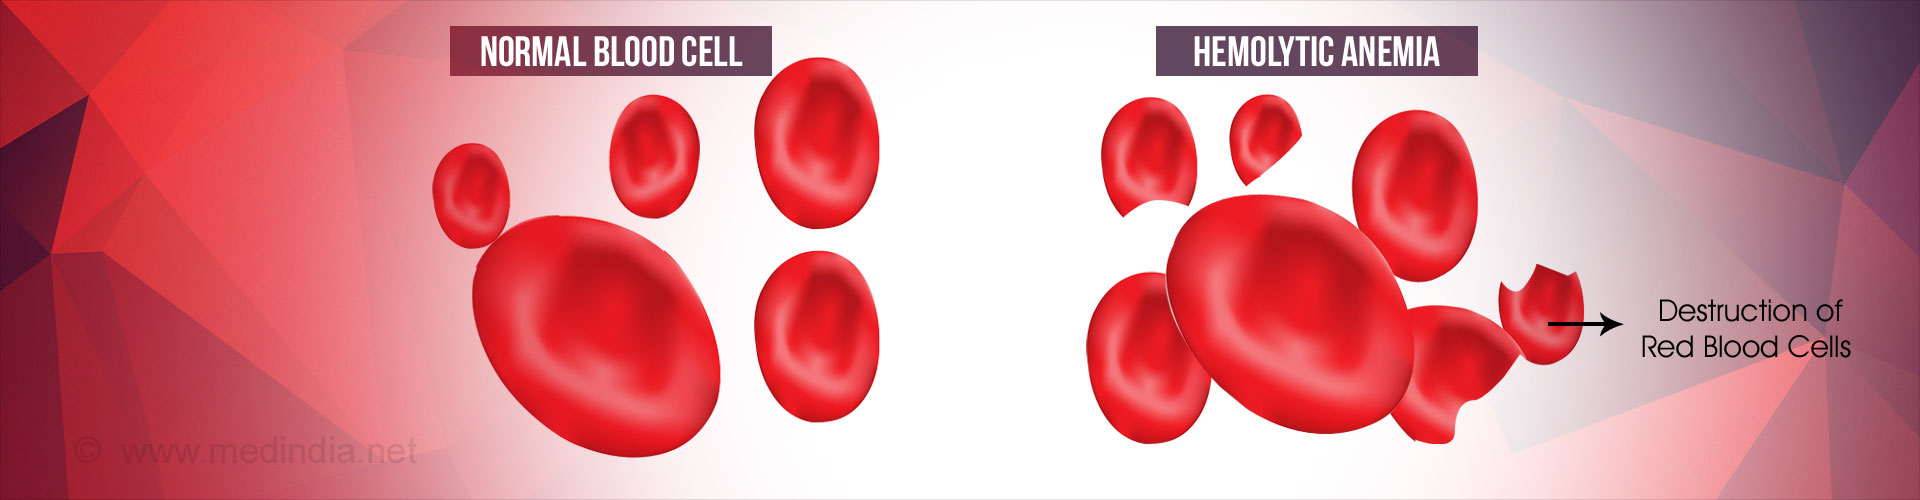 NORMAL BLOOD CELL
HEMOLYTIC ANEMIA
Destruction of
Red Blood Cells
© www.medindia.net